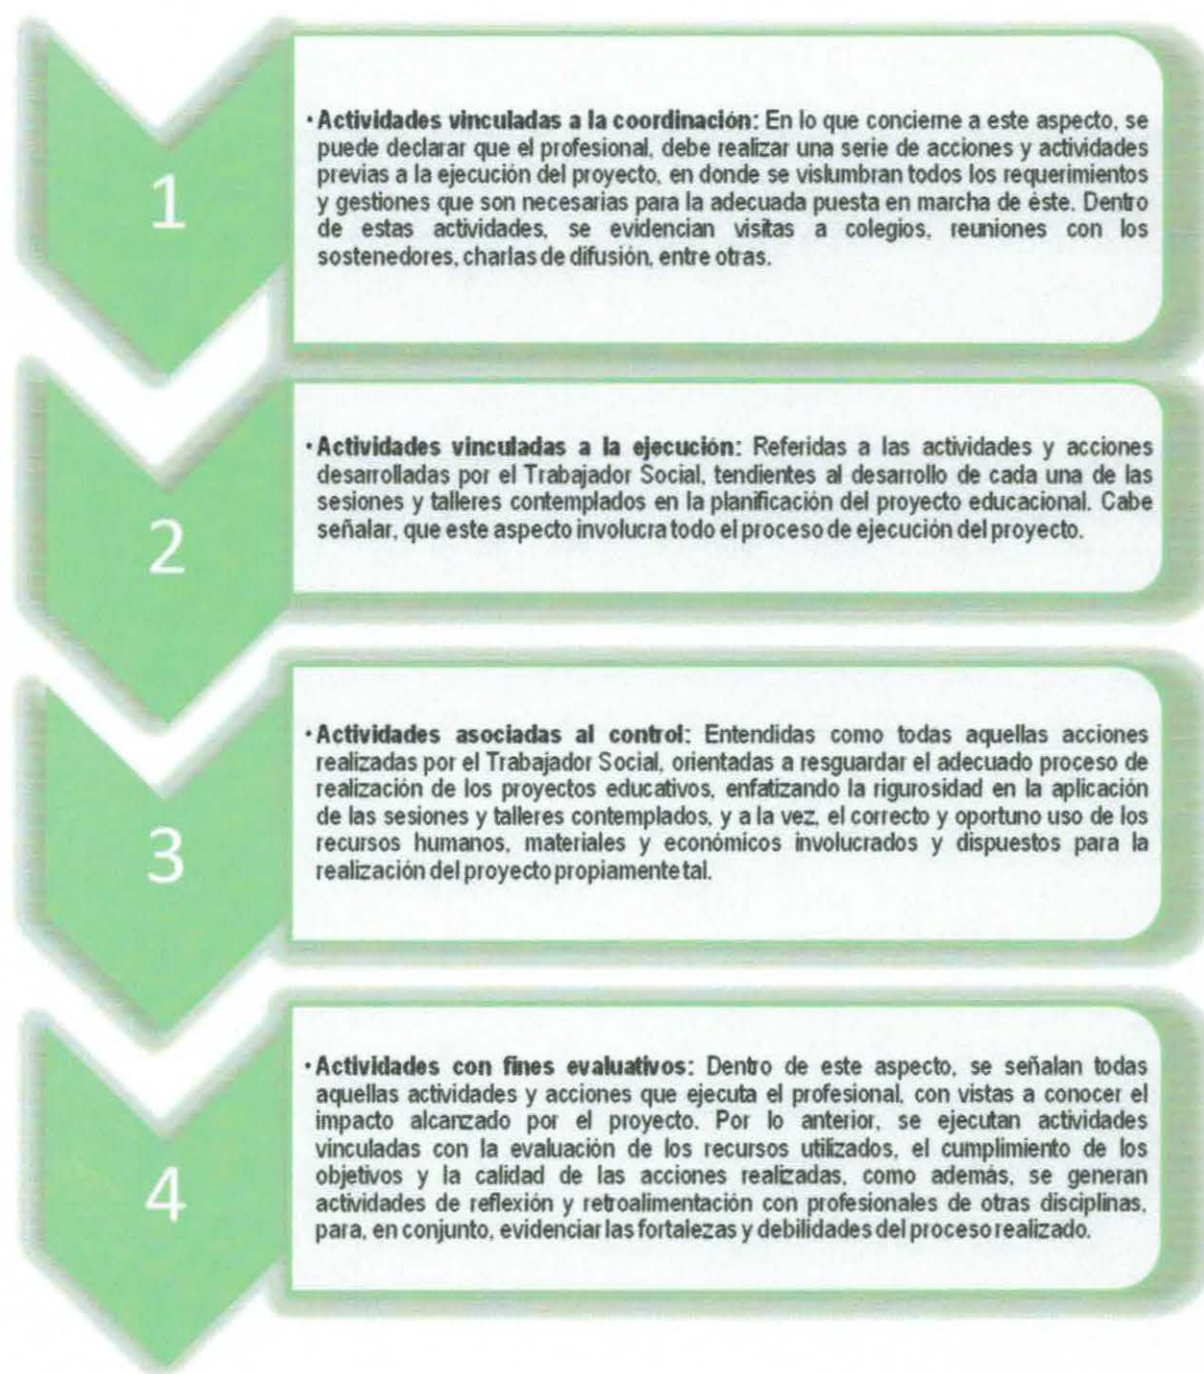 1
• Actividades vinculadas a la coordinación: En lo que concierne a este aspecto, se
puede declarar que el profesional, debe realizar una serie de acciones y actividades
previas a la ejecución del proyecto, en donde se vislumbran todos los requerimientos
y gestiones que son necesarias para la adecuada puesta en marcha de éste. Dentro
de estas actividades, se evidencian visitas a colegios, reuniones con los
sostenedores, charlas de difusión, entre otras.
2
• Actividades vinculadas a la ejecución: Referidas a las actividades y acciones
desarrolladas por el Trabajador Social, tendientes al desarrollo de cada una de las
sesiones y talleres contemplados en la planificación del proyecto educacional. Cabe
señalar, que este aspecto involucra todo el proceso de ejecución del proyecto.
3
• Actividades asociadas al control: Entendidas como todas aquellas acciones
realizadas por el Trabajador Social, orientadas a resguardar el adecuado proceso de
realización de los proyectos educativos, enfatizando la rigurosidad en la aplicación
de las sesiones y talleres contemplados, y a la vez, el correcto y oportuno uso de los
recursos humanos, materiales y económicos involucrados y dispuestos para la
realización del proyecto propiamente tal.
4
• Actividades con fines evaluativos: Dentro de este aspecto, se señalan todas
aquellas actividades y acciones que ejecuta el profesional, con vistas a conocer el
impacto alcanzado por el proyecto. Por lo anterior, se ejecutan actividades
vinculadas con la evaluación de los recursos utilizados, el cumplimiento de los
objetivos y la calidad de las acciones realizadas, como además, se generan
actividades de reflexión y retroalimentación con profesionales de otras disciplinas,
para, en conjunto, evidenciar las fortalezas y debilidades del proceso realizado.